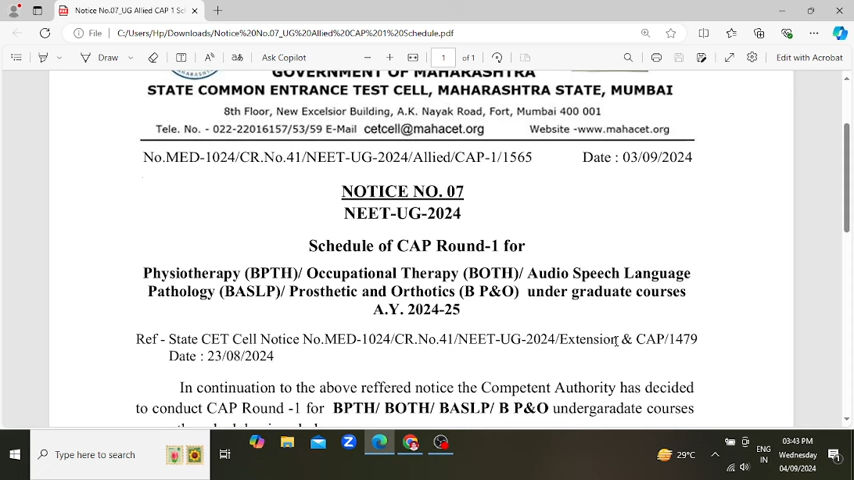 Notice No.07_UG Allied CAP 1 Sch
File
C:/Users/Hp/Downloads/Notice%20No.07_UG%20Allied%20CAP%201%20Schedule.pdf
Draw
Ask Copilot
1
of 1
Edit with Acrobat
GOVERNMENT OF MAHARASHTRA
STATE COMMON ENTRANCE TEST CELL, MAHARASHTRA STATE, MUMBAI
8th Floor, New Excelsior Building, A.K. Nayak Road, Fort, Mumbai 400 001
Tele. No. - 022-22016157/53/59 E-Mail cetcell@mahacet.org Website -www.mahacet.org
No.MED-1024/CR.No.41/NEET-UG-2024/Allied/CAP-1/1565 Date : 03/09/2024
NOTICE NO. 07
NEET-UG-2024
Schedule of CAP Round-1 for
Physiotherapy (BPTH)/ Occupational Therapy (BOTH)/ Audio Speech Language
Pathology (BASLP)/ Prosthetic and Orthotics (B P&O) under graduate courses
A.Y. 2024-25
Ref - State CET Cell Notice No.MED-1024/CR.No.41/NEET-UG-2024/Extension & CAP/1479
Date : 23/08/2024
In continuation to the above reffered notice the Competent Authority has decided
to conduct CAP Round -1 for BPTH/ BOTH/ BASLP/ B P&O undergaradate courses
Type here to search
29°C
ENG
IN
03:43 PM
Wednesday
04/09/2024